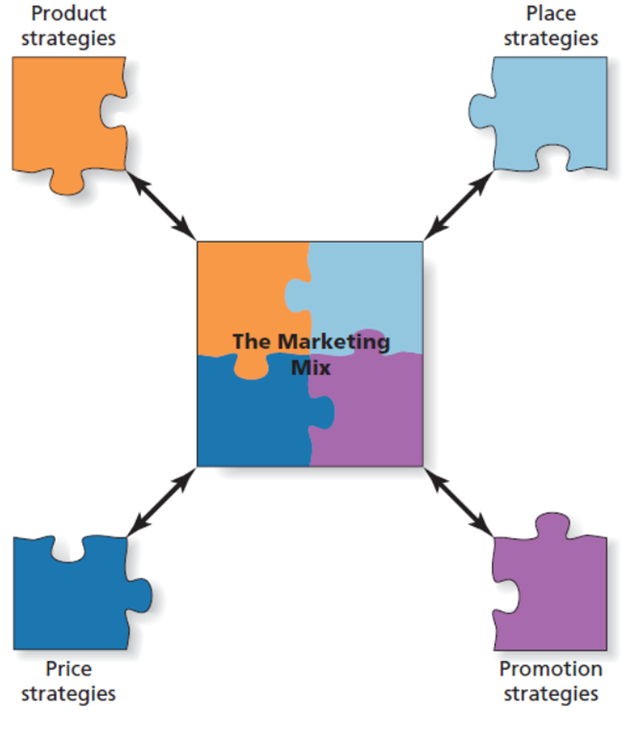 Product
strategies
Place
strategies
The Marketing
Mix
Price
strategies
Promotion
strategies